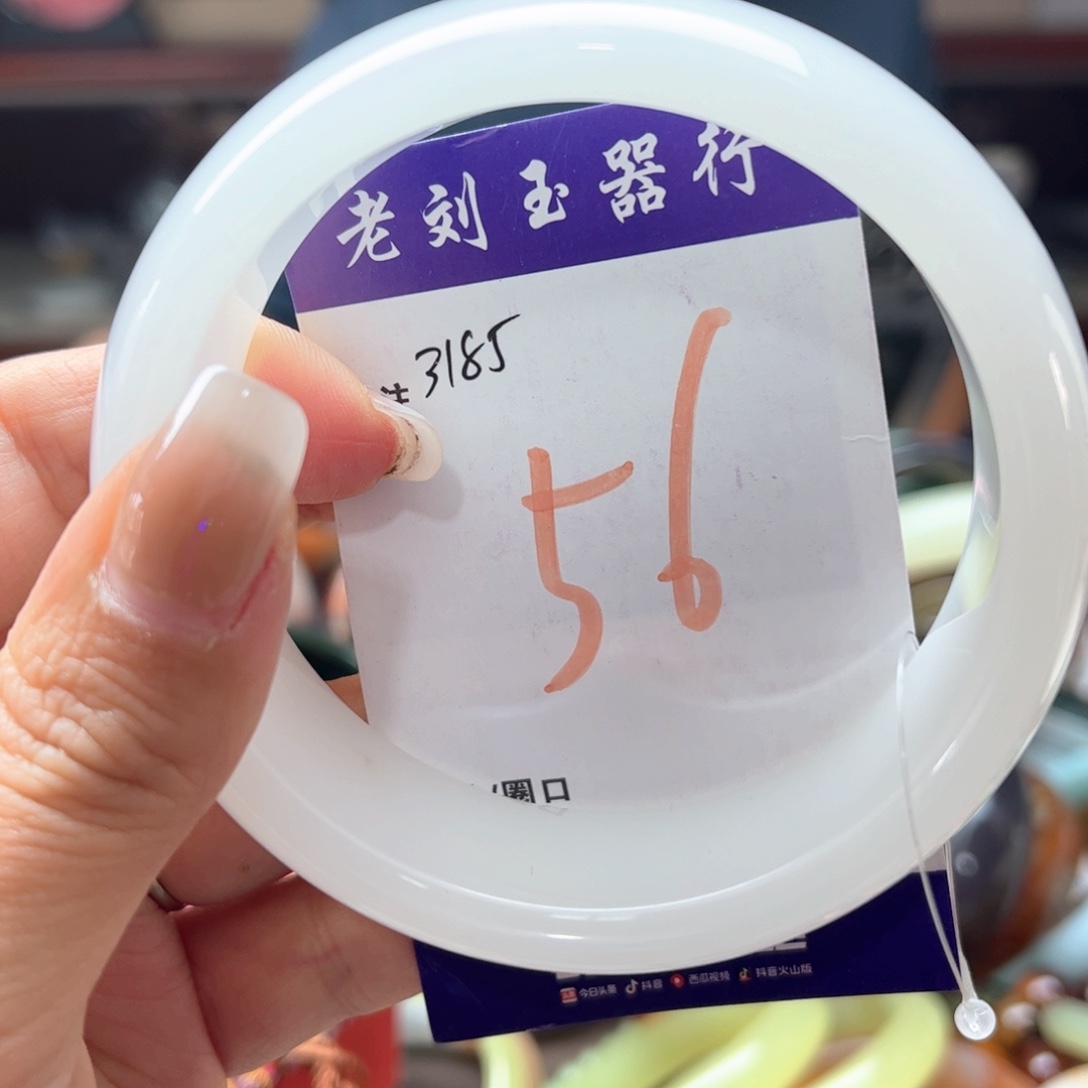 老刘玉器行
注 3185
56
/圈口
今日头条 抖音 西瓜视频 抖音火山版